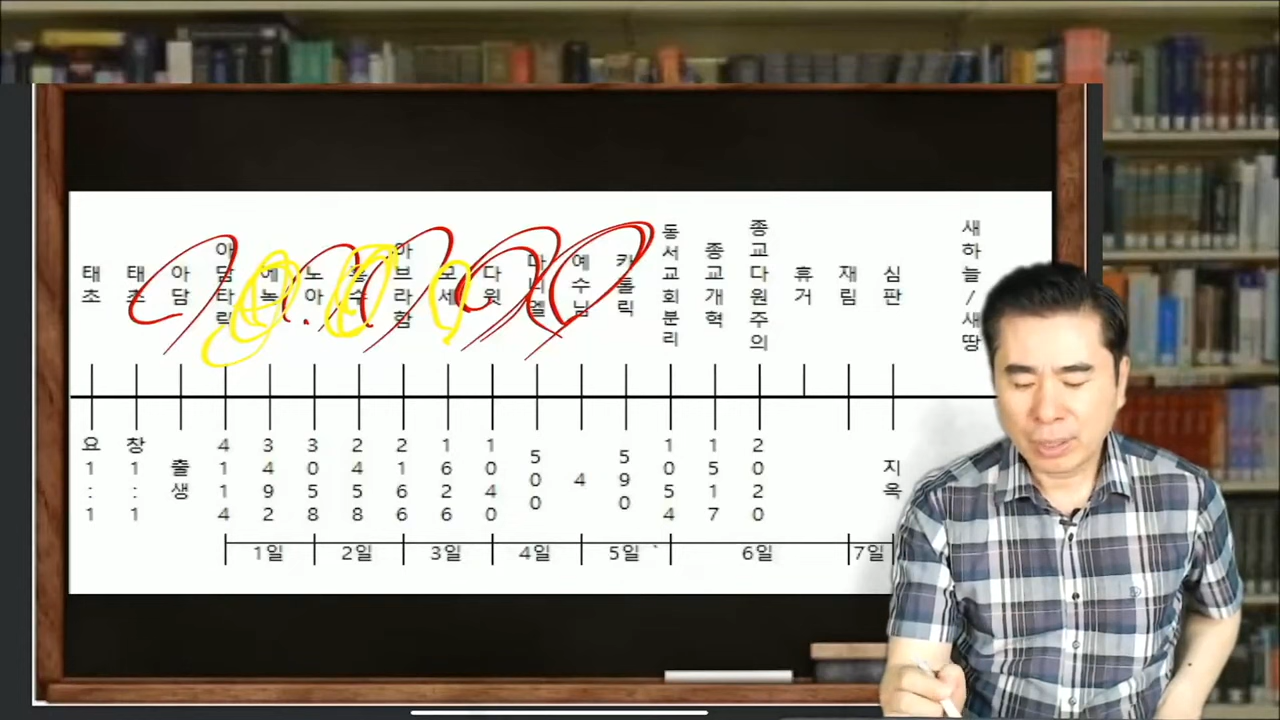 태초
태초
아담
아담타락
에녹
노아
홍수
아브라함
모세
다윗
다니엘
예수님
카톨릭
동서교회분리
종교개혁
종교다원주의
휴거
재림
심판
새하늘/새땅
요1:1
창1:1
출생
4114
3492
3058
2458
2166
1626
1040
500
4
590
1054
1517
2020
지옥
1일
2일
3일
4일
5일
6일
7일